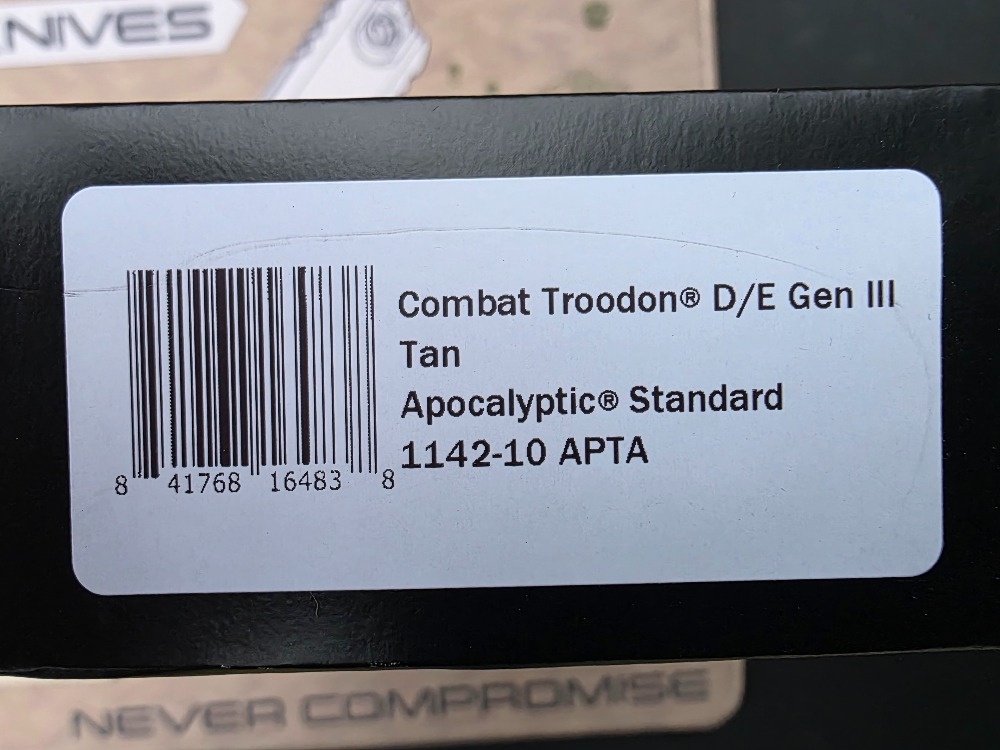 NIVES
Combat Troodon® D/E Gen III
Tan
Apocalyptic® Standard
1142-10 APTA
8 41768 16483 8
NEVER COMPROMISE